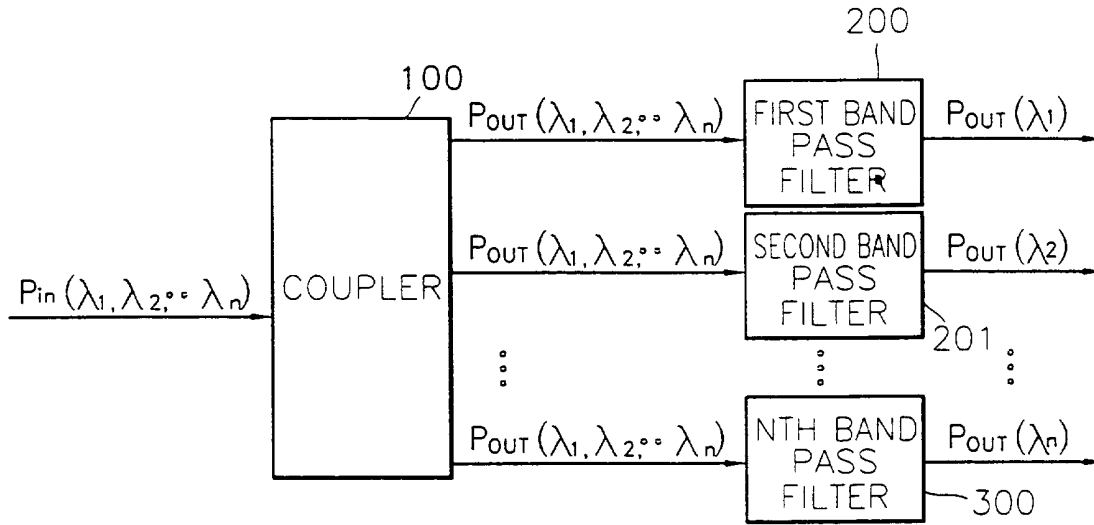 200
100
POUT (λ1, λ2,°° λn)
FIRST BAND
PASS
FILTER
POUT (λ1)
Pin (λ1, λ2,°° λn)
COUPLER
POUT (λ1, λ2,°° λn)
SECOND BAND
PASS
FILTER
POUT (λ2)
201
POUT (λ1, λ2,°° λn)
NTH BAND
PASS
FILTER
POUT (λn)
300